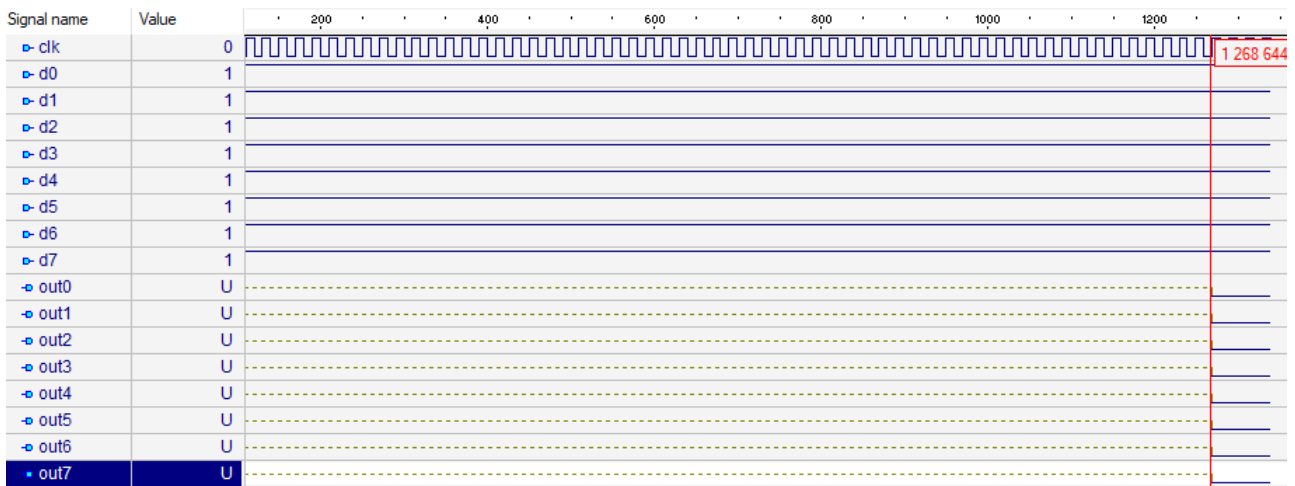 Signal name Value 200 400 600 800 1000 1200
clk 0 1 268 644
d0 1
d1 1
d2 1
d3 1
d4 1
d5 1
d6 1
d7 1
out0 U
out1 U
out2 U
out3 U
out4 U
out5 U
out6 U
out7 U